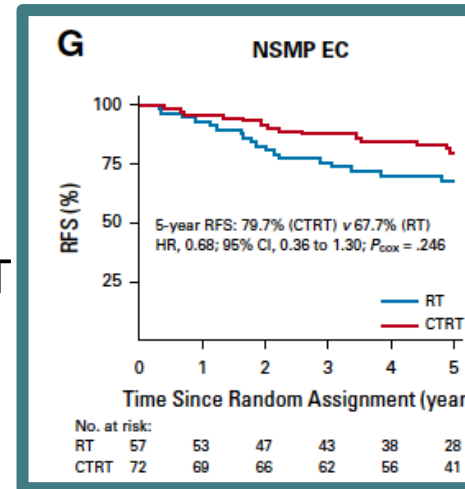 G
NSMP EC
100
75
50
25
RFS (%)
5-year RFS: 79.7% (CTRT) v 67.7% (RT)
HR, 0.68; 95% CI, 0.36 to 1.30; Pcox = .246
T
RT
CTRT
0 1 2 3 4 5
Time Since Random Assignment (year
No. at risk:
RT 57 53 47 43 38 28
CTRT 72 69 66 62 56 41